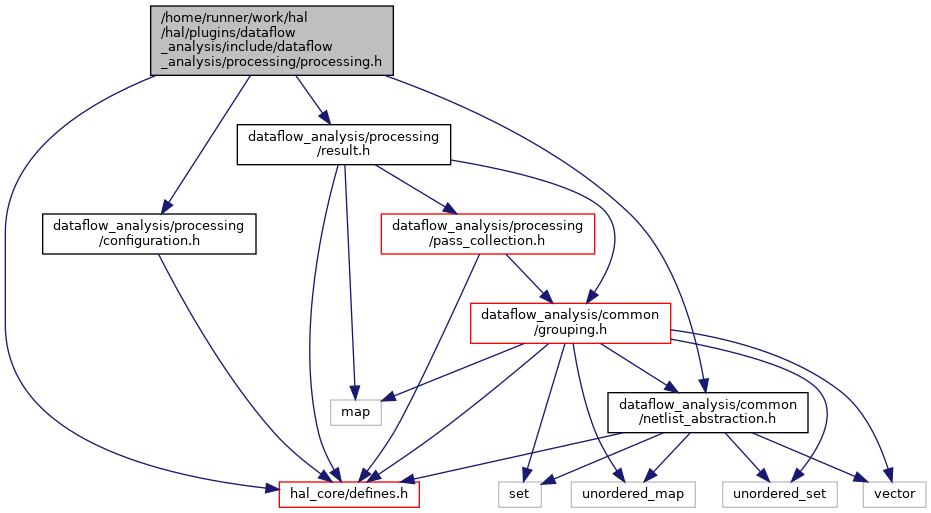 /home/runner/work/hal
/hal/plugins/dataflow
_analysis/include/dataflow
_analysis/processing/processing.h
dataflow_analysis/processing
/result.h
dataflow_analysis/processing
/configuration.h
dataflow_analysis/processing
/pass_collection.h
dataflow_analysis/common
/grouping.h
map
dataflow_analysis/common
/netlist_abstraction.h
hal_core/defines.h
set
unordered_map
unordered_set
vector